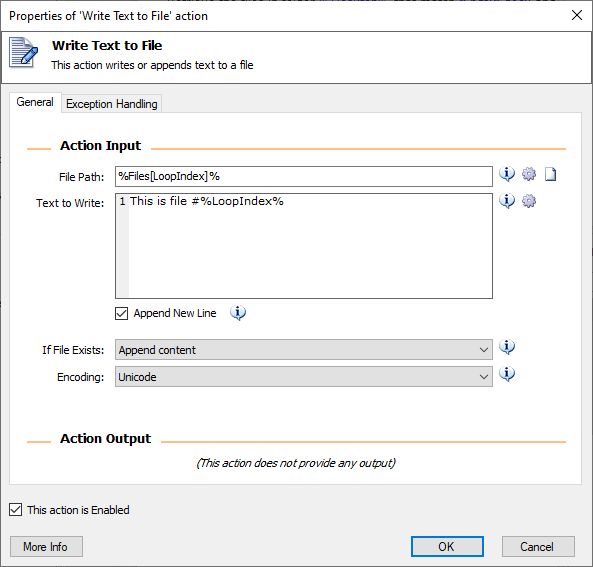 Properties of 'Write Text to File' action
Write Text to File
This action writes or appends text to a file
General
Exception Handling
Action Input
File Path:
%Files[LoopIndex]%
Text to Write:
1 This is file #%LoopIndex%
Append New Line
If File Exists:
Append content
Encoding:
Unicode
Action Output
(This action does not provide any output)
This action is Enabled
More Info
OK
Cancel